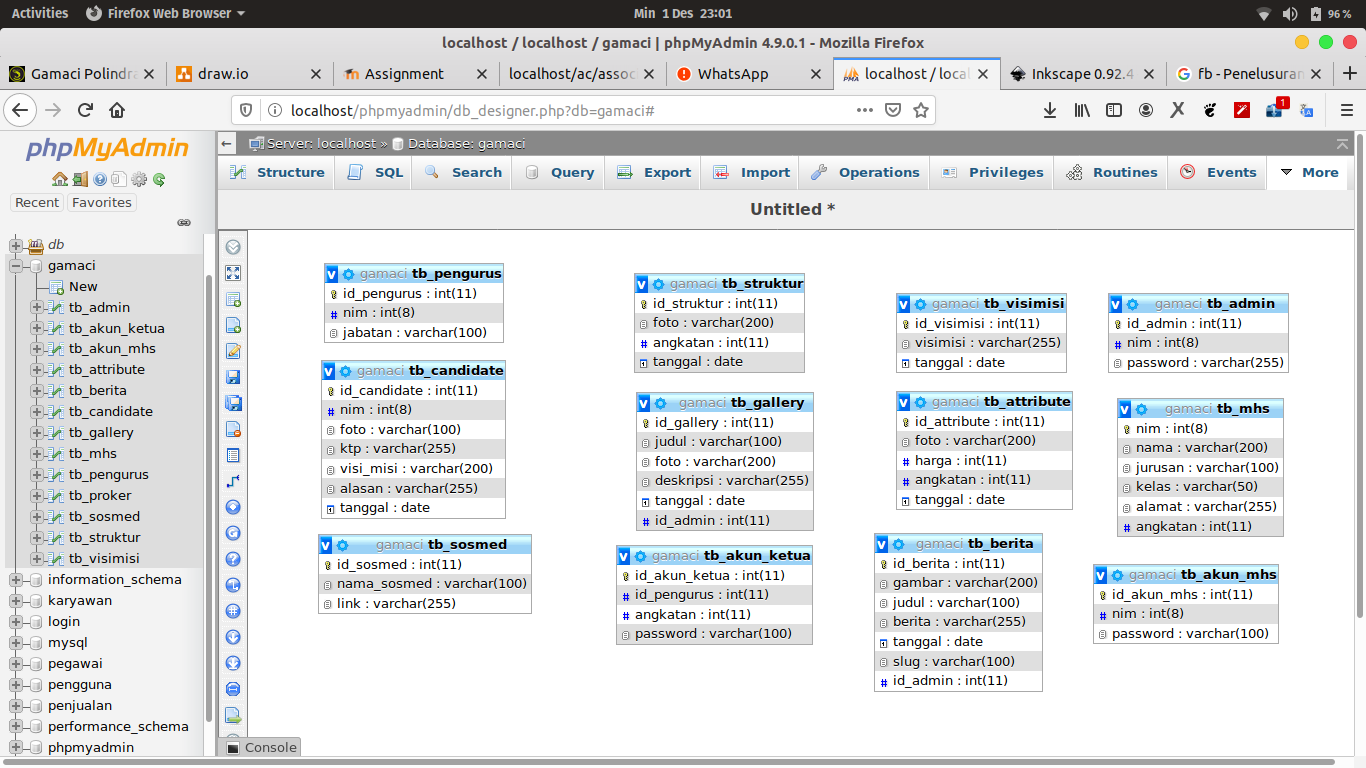 Activities Firefox Web Browser Min 1 Des 23:01 96 %
localhost / localhost / gamaci | phpMyAdmin 4.9.0.1 - Mozilla Firefox
Gamaci Polindra draw.io Assignment localhost/ac/assoc WhatsApp localhost / local Inkscape 0.92.4 fb - Penelusuran
localhost/phpmyadmin/db_designer.php?db=gamaci# 1
phpMyAdmin
Recent Favorites
Server: localhost » Database: gamaci
Structure SQL Search Query Export Import Operations Privileges Routines Events More
Untitled *
db
gamaci
New
tb_admin
tb_akun_ketua
tb_akun_mhs
tb_attribute
tb_berita
tb_candidate
tb_gallery
tb_mhs
tb_pengurus
tb_proker
tb_sosmed
tb_struktur
tb_visimisi
information_schema
karyawan
login
mysql
pegawai
pengguna
penjualan
performance_schema
phpmyadmin
gamaci tb_pengurus
id_pengurus : int(11)
nim : int(8)
jabatan : varchar(100)
gamaci tb_candidate
id_candidate : int(11)
nim : int(8)
foto : varchar(100)
ktp : varchar(255)
visi_misi : varchar(200)
alasan : varchar(255)
tanggal : date
gamaci tb_sosmed
id_sosmed : int(11)
nama_sosmed : varchar(100)
link : varchar(255)
gamaci tb_struktur
id_struktur : int(11)
foto : varchar(200)
angkatan : int(11)
tanggal : date
gamaci tb_gallery
id_gallery : int(11)
judul : varchar(100)
foto : varchar(200)
deskripsi : varchar(255)
tanggal : date
id_admin : int(11)
gamaci tb_akun_ketua
id_akun_ketua : int(11)
id_pengurus : int(11)
angkatan : int(11)
password : varchar(100)
gamaci tb_visimisi
id_visimisi : int(11)
visimisi : varchar(255)
tanggal : date
gamaci tb_attribute
id_attribute : int(11)
foto : varchar(200)
harga : int(11)
angkatan : int(11)
tanggal : date
gamaci tb_berita
id_berita : int(11)
gambar : varchar(200)
judul : varchar(100)
berita : varchar(255)
tanggal : date
slug : varchar(100)
id_admin : int(11)
gamaci tb_admin
id_admin : int(11)
nim : int(8)
password : varchar(255)
gamaci tb_mhs
nim : int(8)
nama : varchar(200)
jurusan : varchar(100)
kelas : varchar(50)
alamat : varchar(255)
angkatan : int(11)
gamaci tb_akun_mhs
id_akun_mhs : int(11)
nim : int(8)
password : varchar(100)
Console